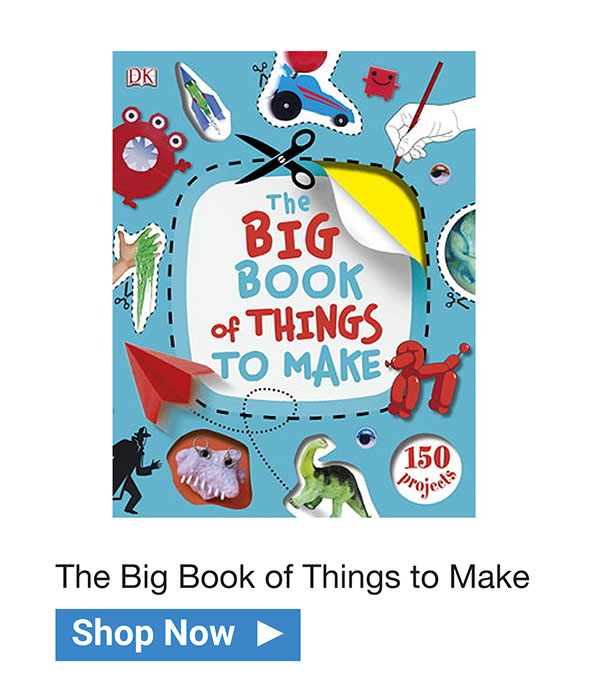 DK
The
BIG
BOOK
of THINGS
TO MAKE
150
projects
The Big Book of Things to Make
Shop Now